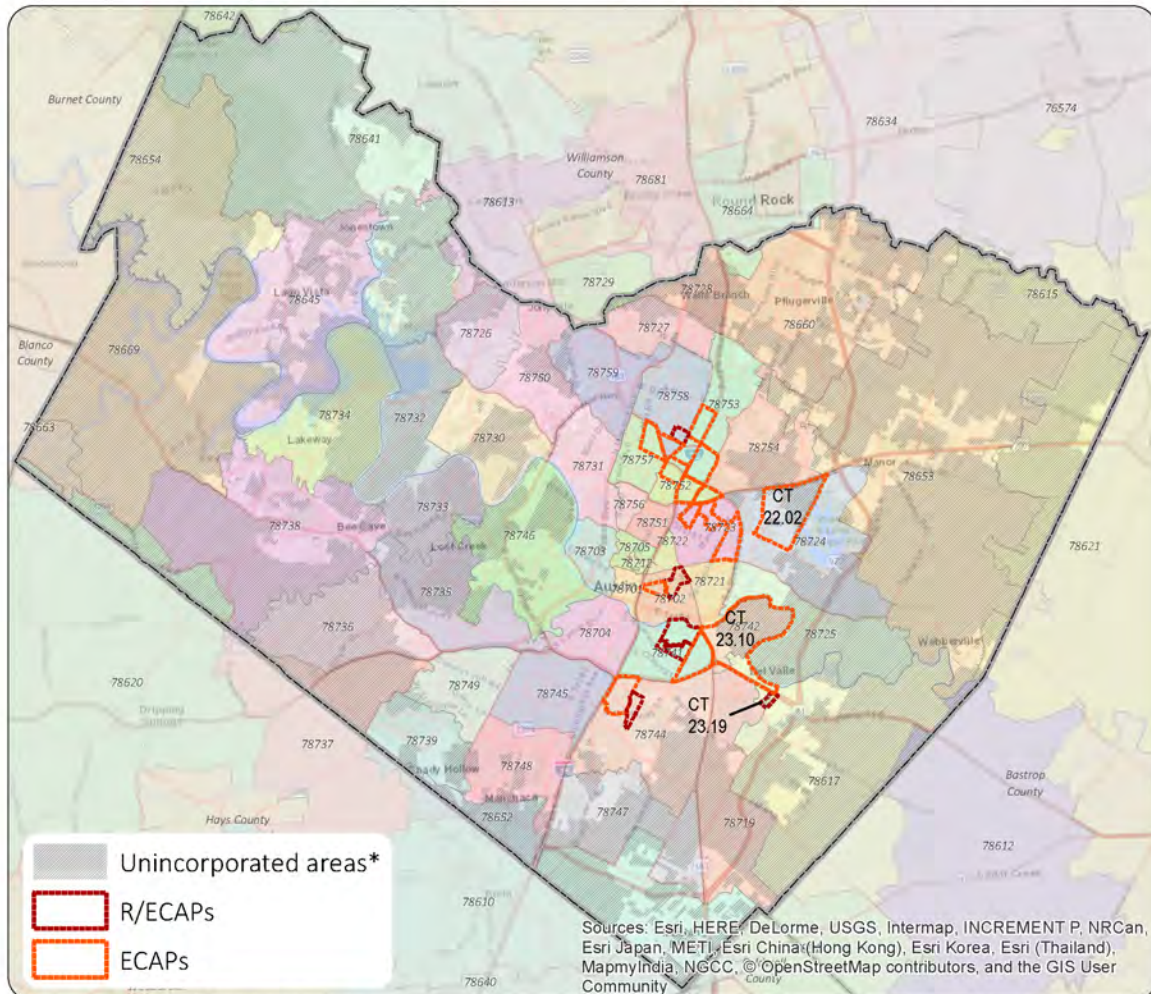 78642
Burnet County
76574
78634
78641
78654
Williamson
County
78681
78613
Round Rock
78664
Jonestown
78615
78729
78728
Wells Branch
Lago Vista
78645
Pflugerville
78660
Blanco
County
78726
78727
78669
78750
78759
78758
78753
78734
78732
78754
78663
Lakeway
78730
78757
Manor
78653
78731
78752
CT
22.02
78733
78756
78751
78738
Bee Cave
78746
78723
78724
Lost Creek
78703
78705
78722
78621
78712
78735
Austin
78701
78721
78702
CT
23.10
78742
78725
Webberville
78736
78704
78741
Del Valle
78620
78749
78745
Dripping
Springs
CT
23.19
78744
78737
78739
Shady Hollow
78748
78617
Manchaca
Bastrop
County
78747
Hays County
78652
78719
78612
78610
78640
Unincorporated areas*
R/ECAPs
ECAPs
Sources: Esri, HERE, DeLorme, USGS, Intermap, INCREMENT P, NRCan,
Esri Japan, METI, Esri China (Hong Kong), Esri Korea, Esri (Thailand),
MapmyIndia, NGCC, © OpenStreetMap contributors, and the GIS User
Community